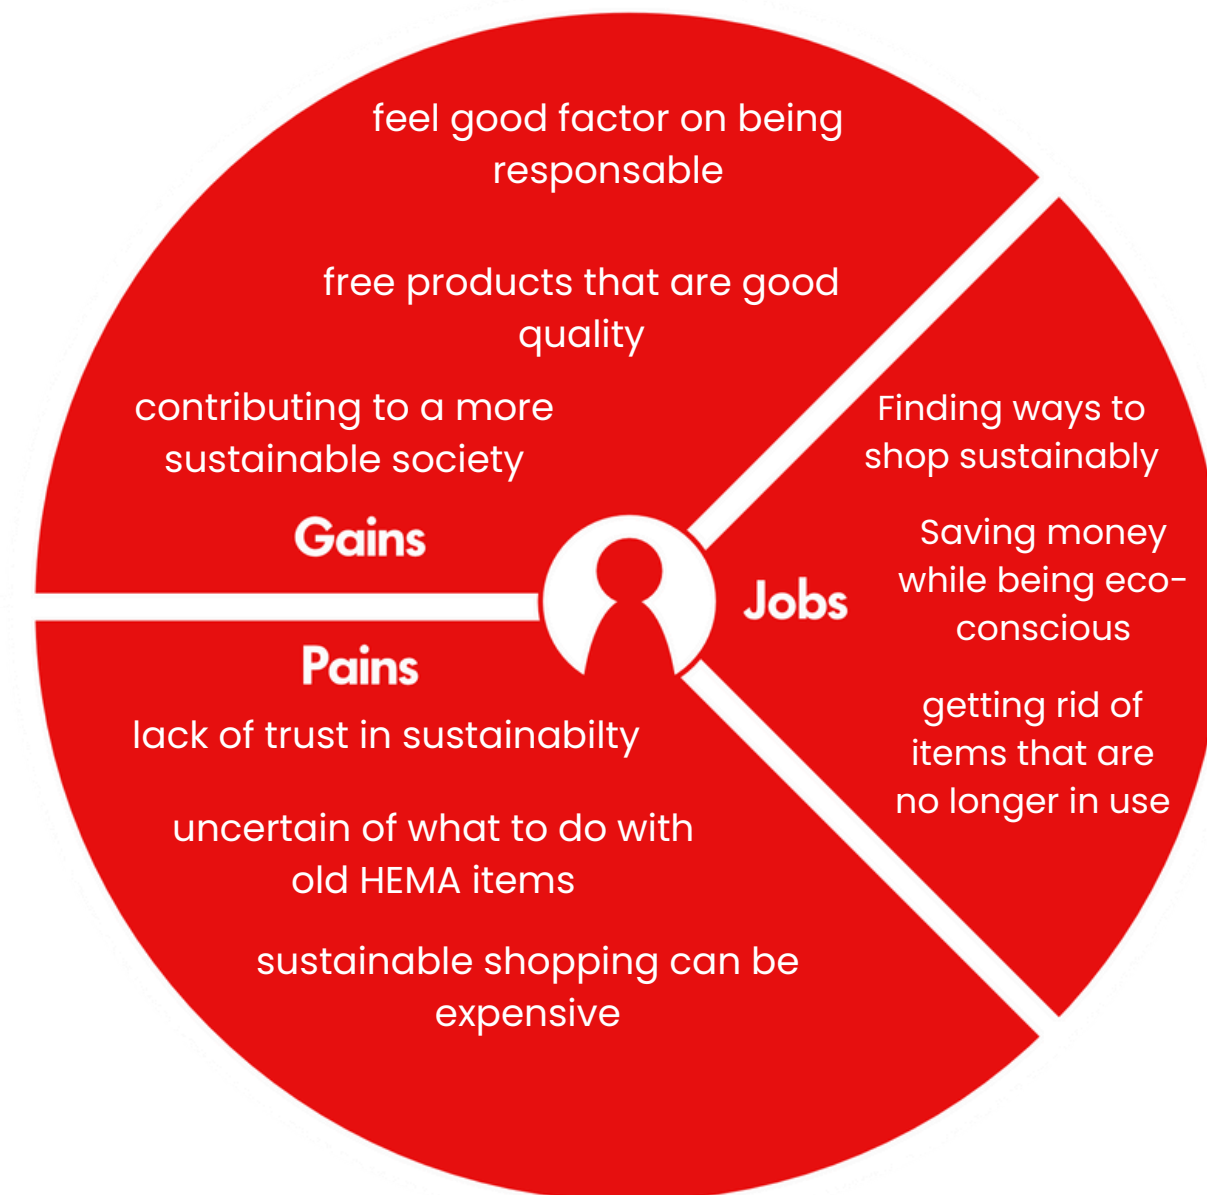 feel good factor on being
responsable
free products that are good
quality
contributing to a more
sustainable society
Gains
Pains
lack of trust in sustainabilty
uncertain of what to do with
old HEMA items
sustainable shopping can be
expensive
Jobs
Finding ways to
shop sustainably
Saving money
while being eco-
conscious
getting rid of
items that are
no longer in use